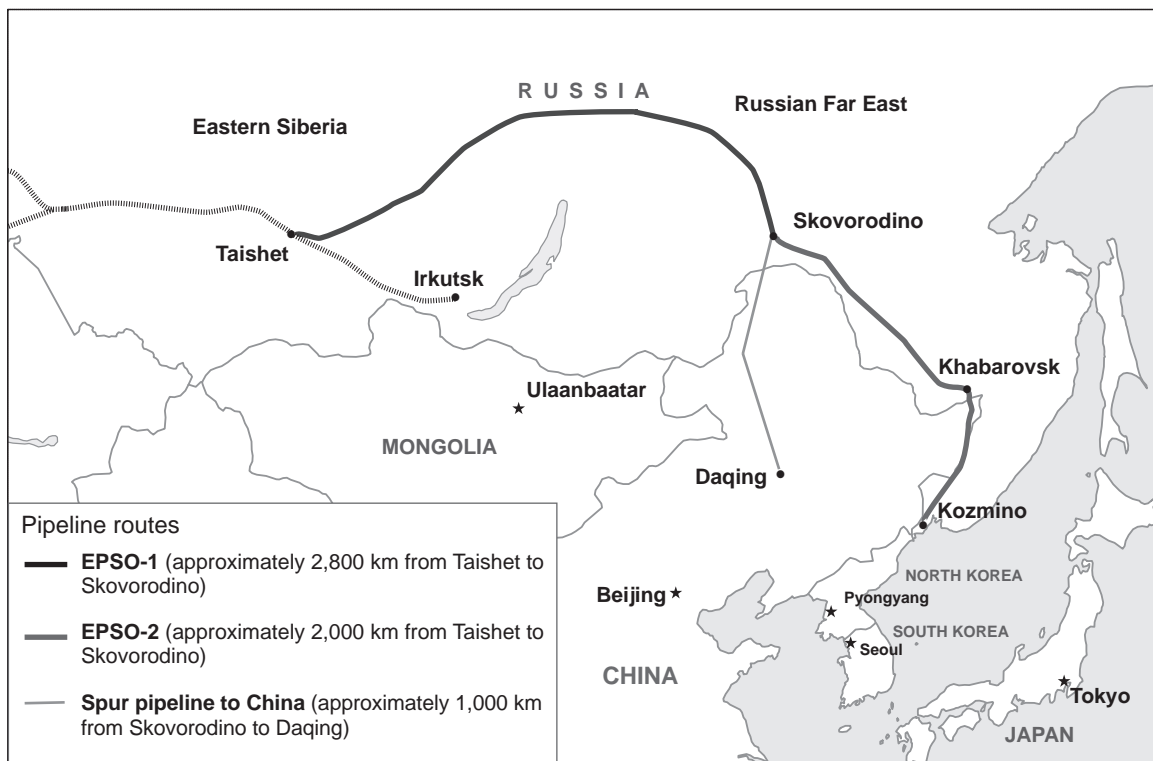 RUSSIA
Russian Far East
Eastern Siberia
Skovorodino
Taishet
Irkutsk
Khabarovsk
Ulaanbaatar
MONGOLIA
Daqing
Kozmino
Pipeline routes
EPSO-1 (approximately 2,800 km from Taishet to
Skovorodino)
EPSO-2 (approximately 2,000 km from Taishet to
Skovorodino)
Spur pipeline to China (approximately 1,000 km
from Skovorodino to Daqing)
NORTH KOREA
Beijing
Pyongyang
SOUTH KOREA
Seoul
CHINA
Tokyo
JAPAN